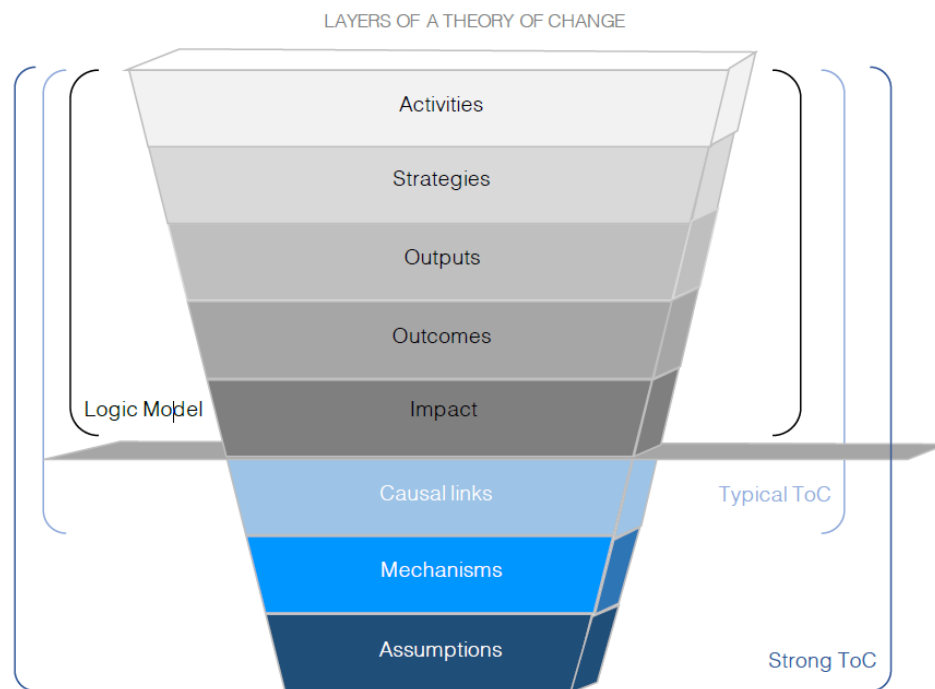 LAYERS OF A THEORY OF CHANGE
Activities
Strategies
Outputs
Outcomes
Logic Model
Impact
Causal links
Typical ToC
Mechanisms
Assumptions
Strong ToC